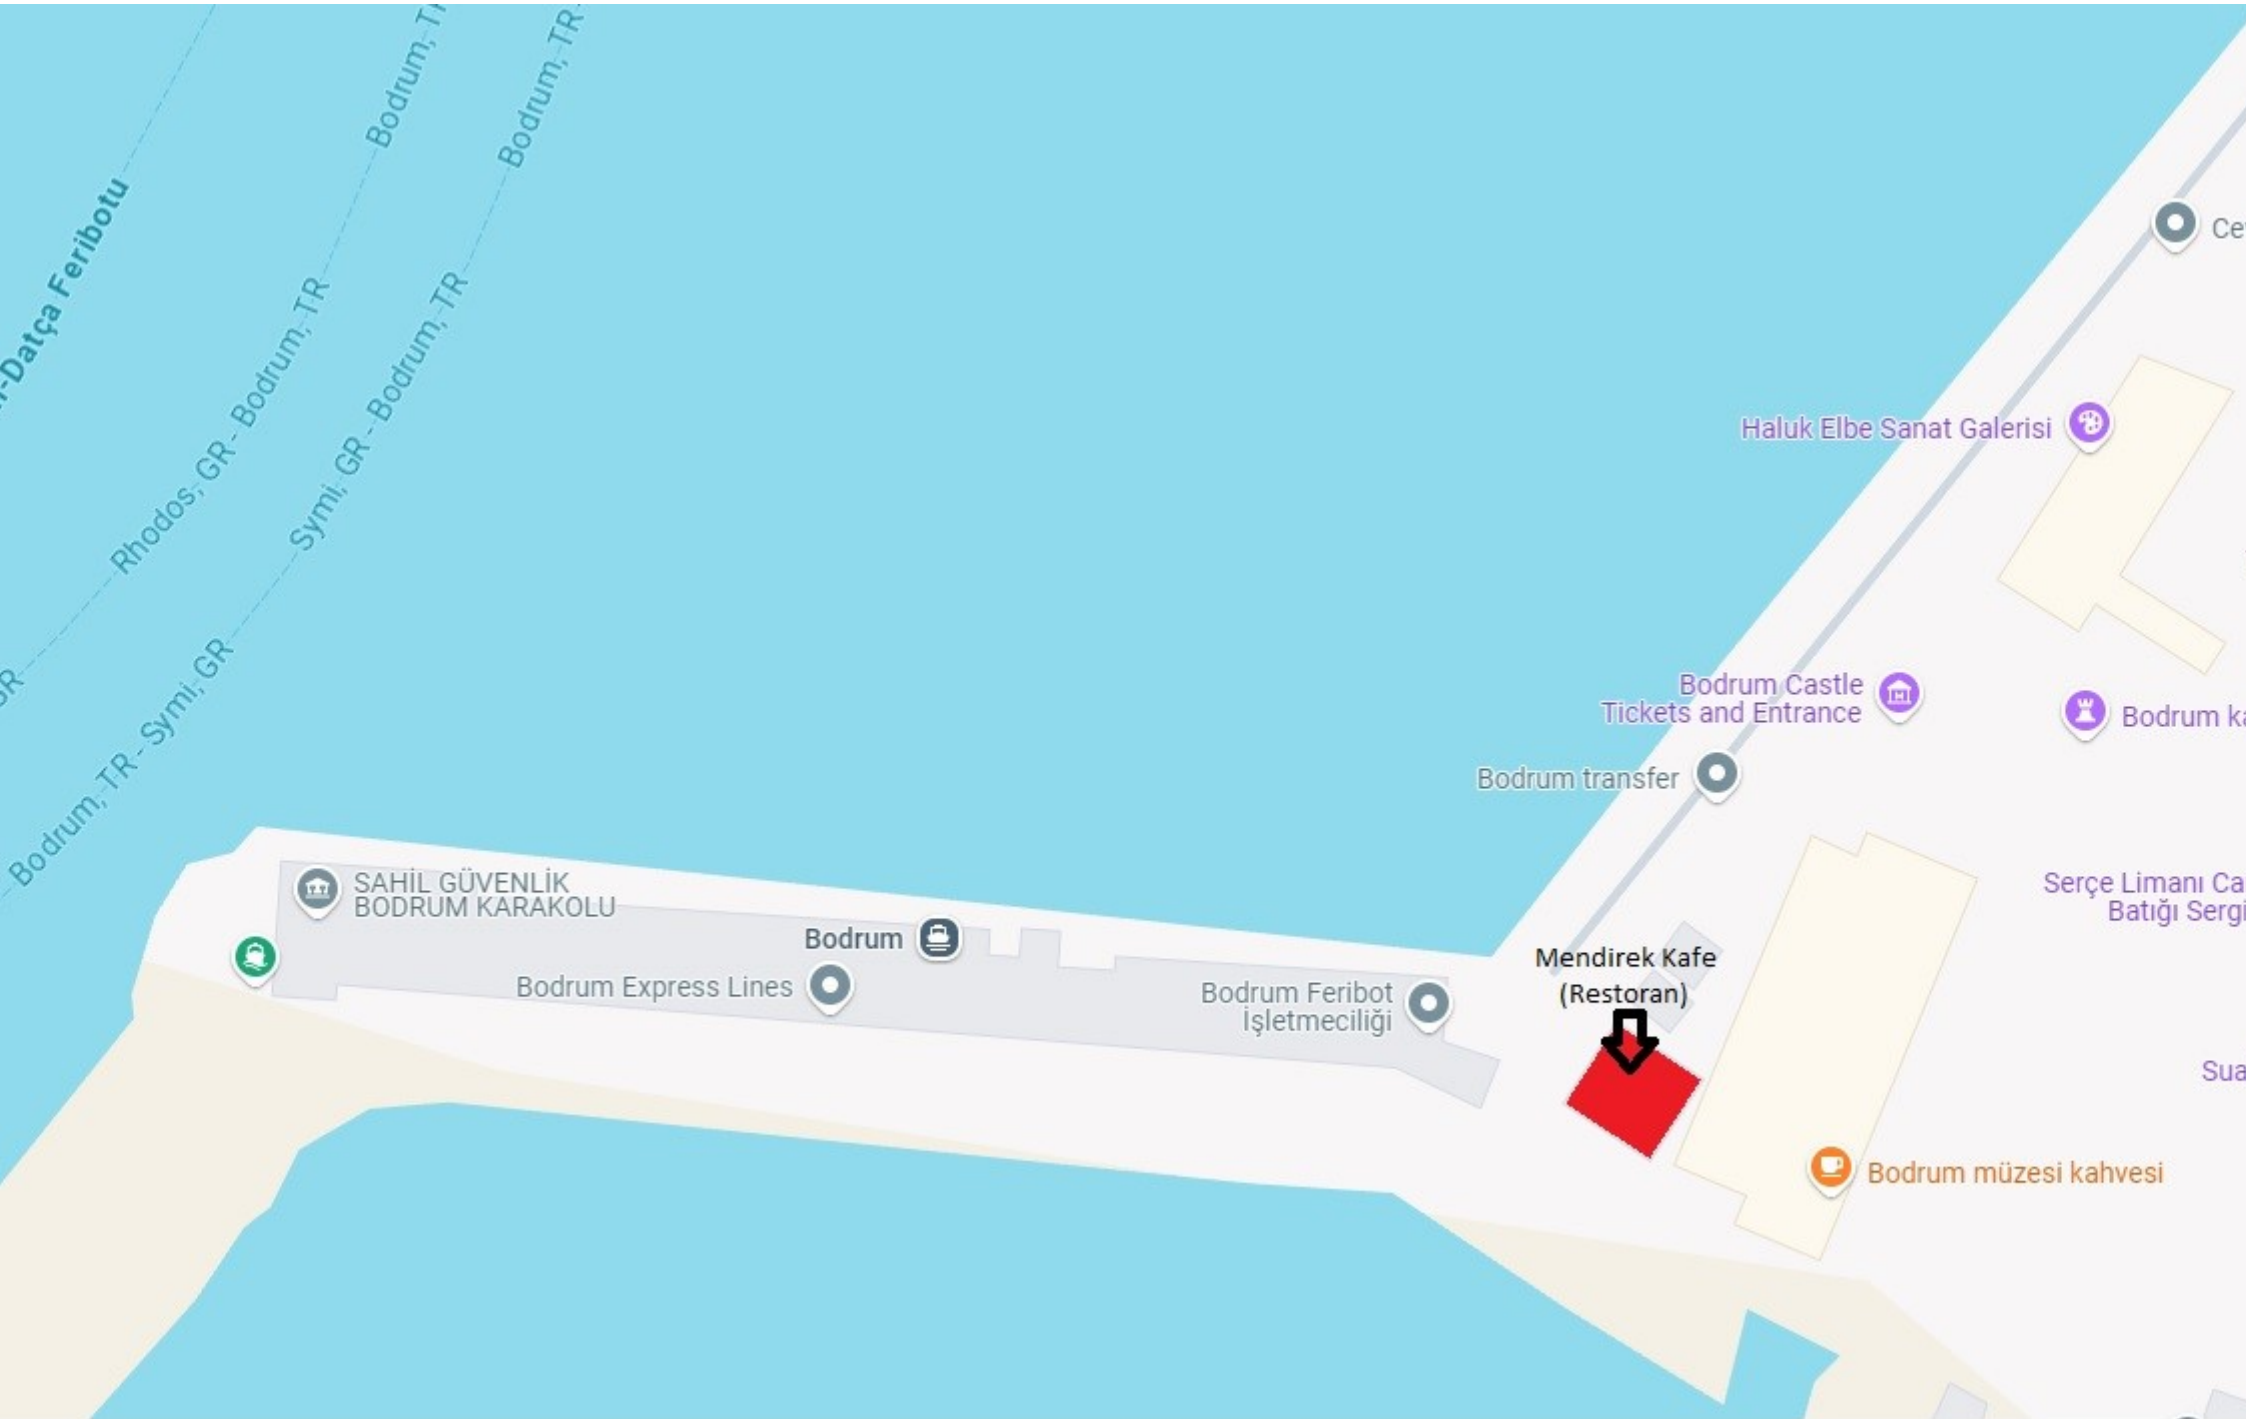 Bodrum, TR
Bodrum, TR
-Datça Feribotu
Rhodos, GR - Bodrum, TR
Symi, GR - Bodrum, TR
GR
Bodrum, TR - Symi, GR
Haluk Elbe Sanat Galerisi
Bodrum Castle
Tickets and Entrance
Bodrum transfer
SAHİL GÜVENLİK
BODRUM KARAKOLU
Bodrum
Bodrum Express Lines
Bodrum Feribot
İşletmeciliği
Mendirek Kafe
(Restoran)
Serçe Limanı
Batığı
Bodrum müzesi kahvesi